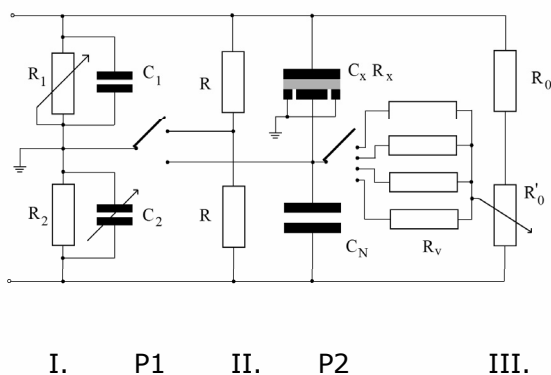 R1 C1 R Cx Rx R0
R2 C2 R CN Rv R'0
I. P1 II. P2 III.